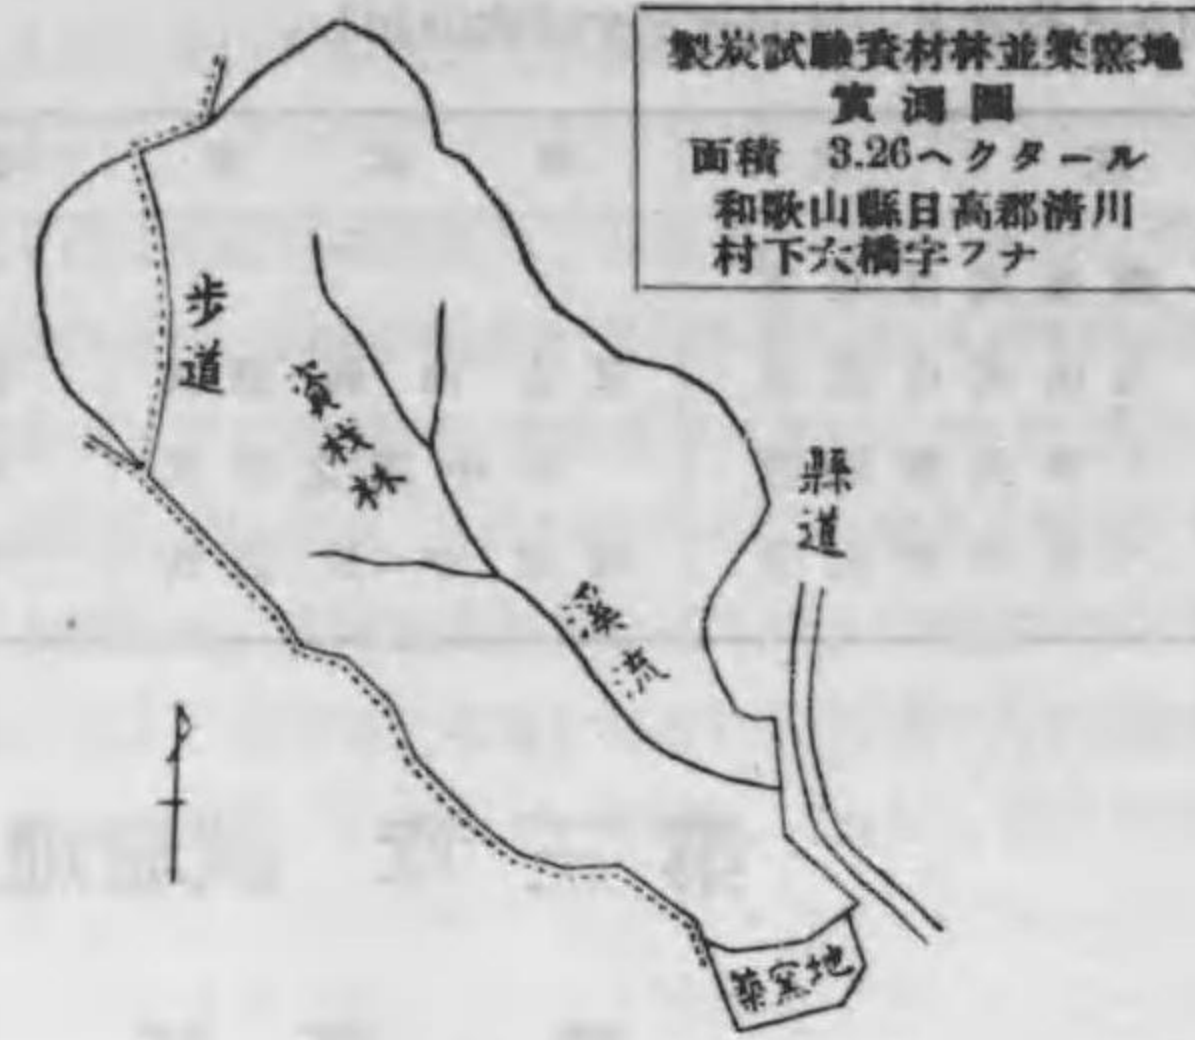 製炭試驗資材林並築窯地
實測圖
面積 3.26ヘクタール
和歌山縣日高郡清川
村下六橋字フナ
歩道
資材林
縣道
溪流
築窯地